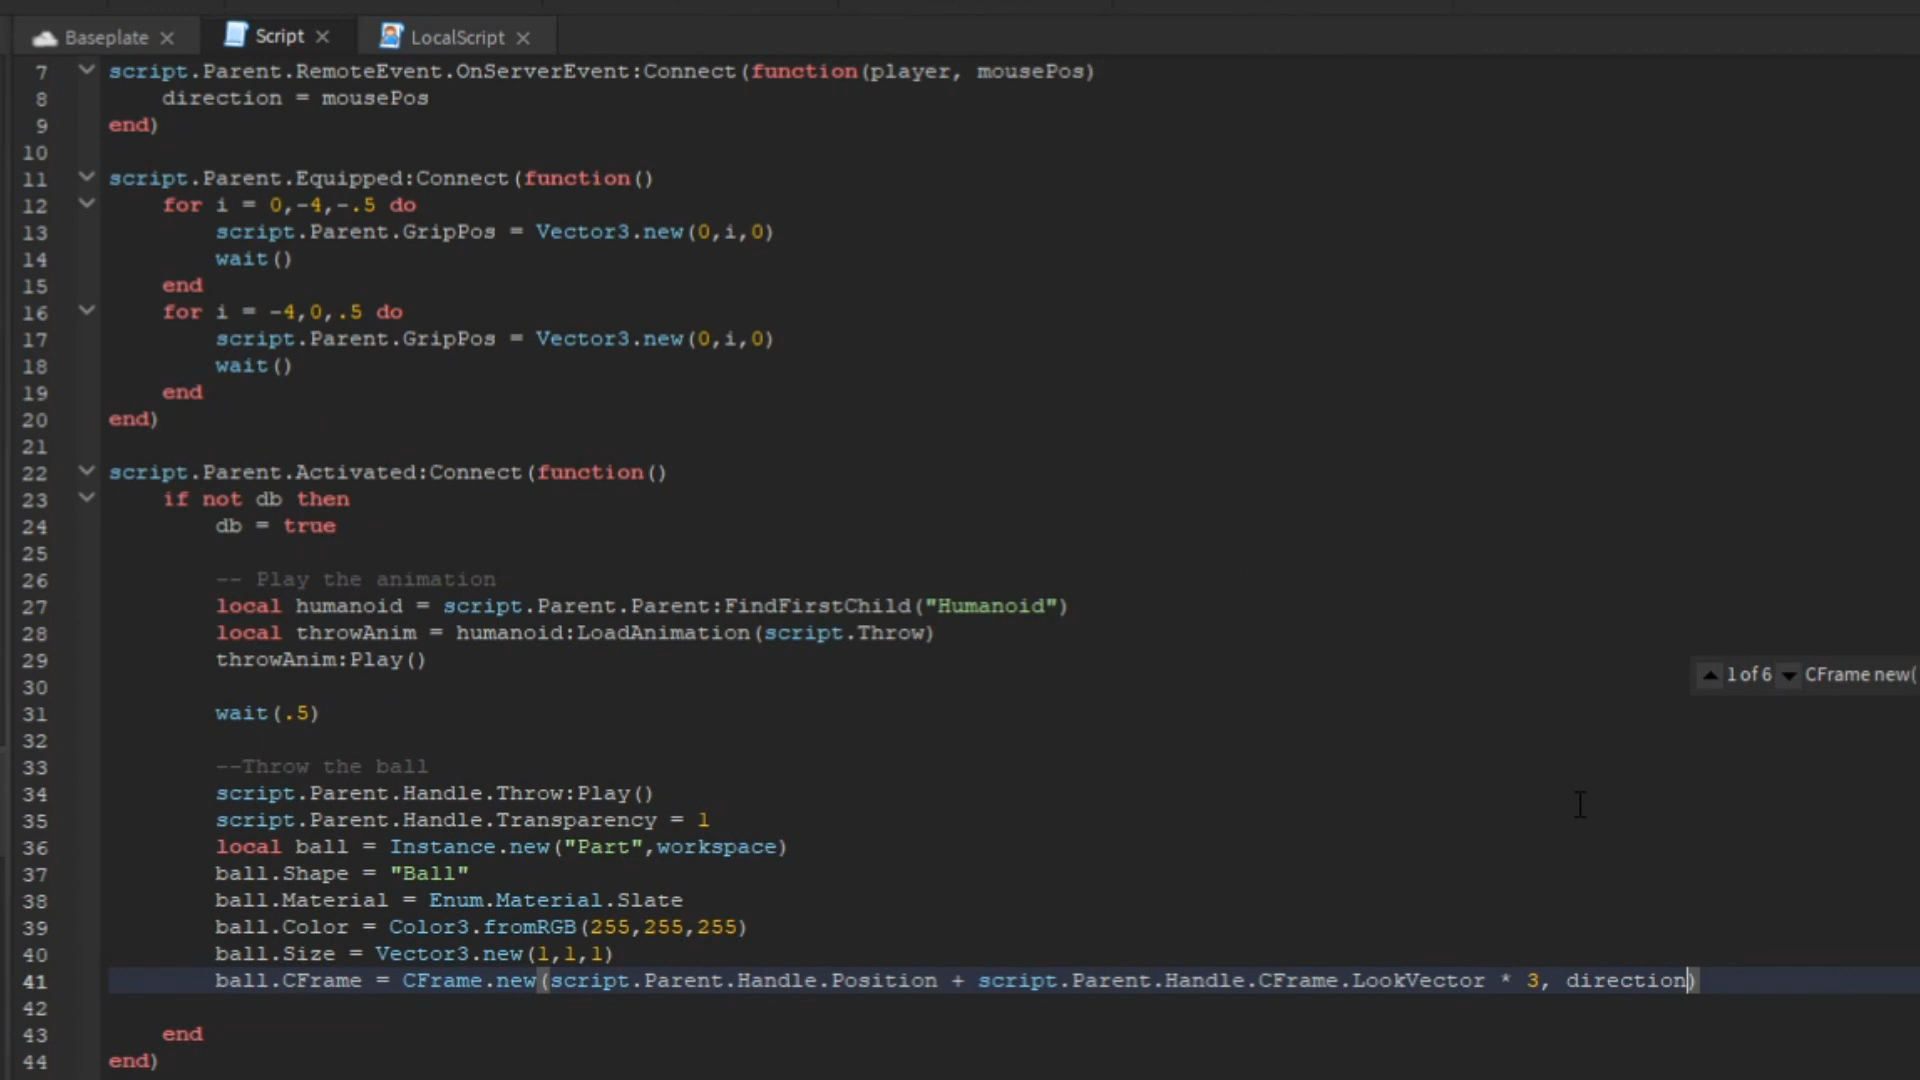 Baseplate Script LocalScript
7 script.Parent.RemoteEvent.OnServerEvent:Connect(function(player, mousePos)
8 direction = mousePos
9 end)
10
11 script.Parent.Equipped:Connect(function()
12 for i = 0,-4,-.5 do
13 script.Parent.GripPos = Vector3.new(0,i,0)
14 wait()
15 end
16 for i = -4,0,.5 do
17 script.Parent.GripPos = Vector3.new(0,i,0)
18 wait()
19 end
20 end)
21
22 script.Parent.Activated:Connect(function()
23 if not db then
24 db = true
25
26 -- Play the animation
27 local humanoid = script.Parent.Parent:FindFirstChild("Humanoid")
28 local throwAnim = humanoid:LoadAnimation(script.Throw)
29 throwAnim:Play()
30
1 of 6 CFrame new(
31 wait(.5)
32
33 --Throw the ball
34 script.Parent.Handle.Throw:Play()
35 script.Parent.Handle.Transparency = 1
36 local ball = Instance.new("Part",workspace)
37 ball.Shape = "Ball"
38 ball.Material = Enum.Material.Slate
39 ball.Color = Color3.fromRGB(255,255,255)
40 ball.Size = Vector3.new(1,1,1)
41 ball.CFrame = CFrame.new(script.Parent.Handle.Position + script.Parent.Handle.CFrame.LookVector * 3, direction)
42
43 end
44 end)